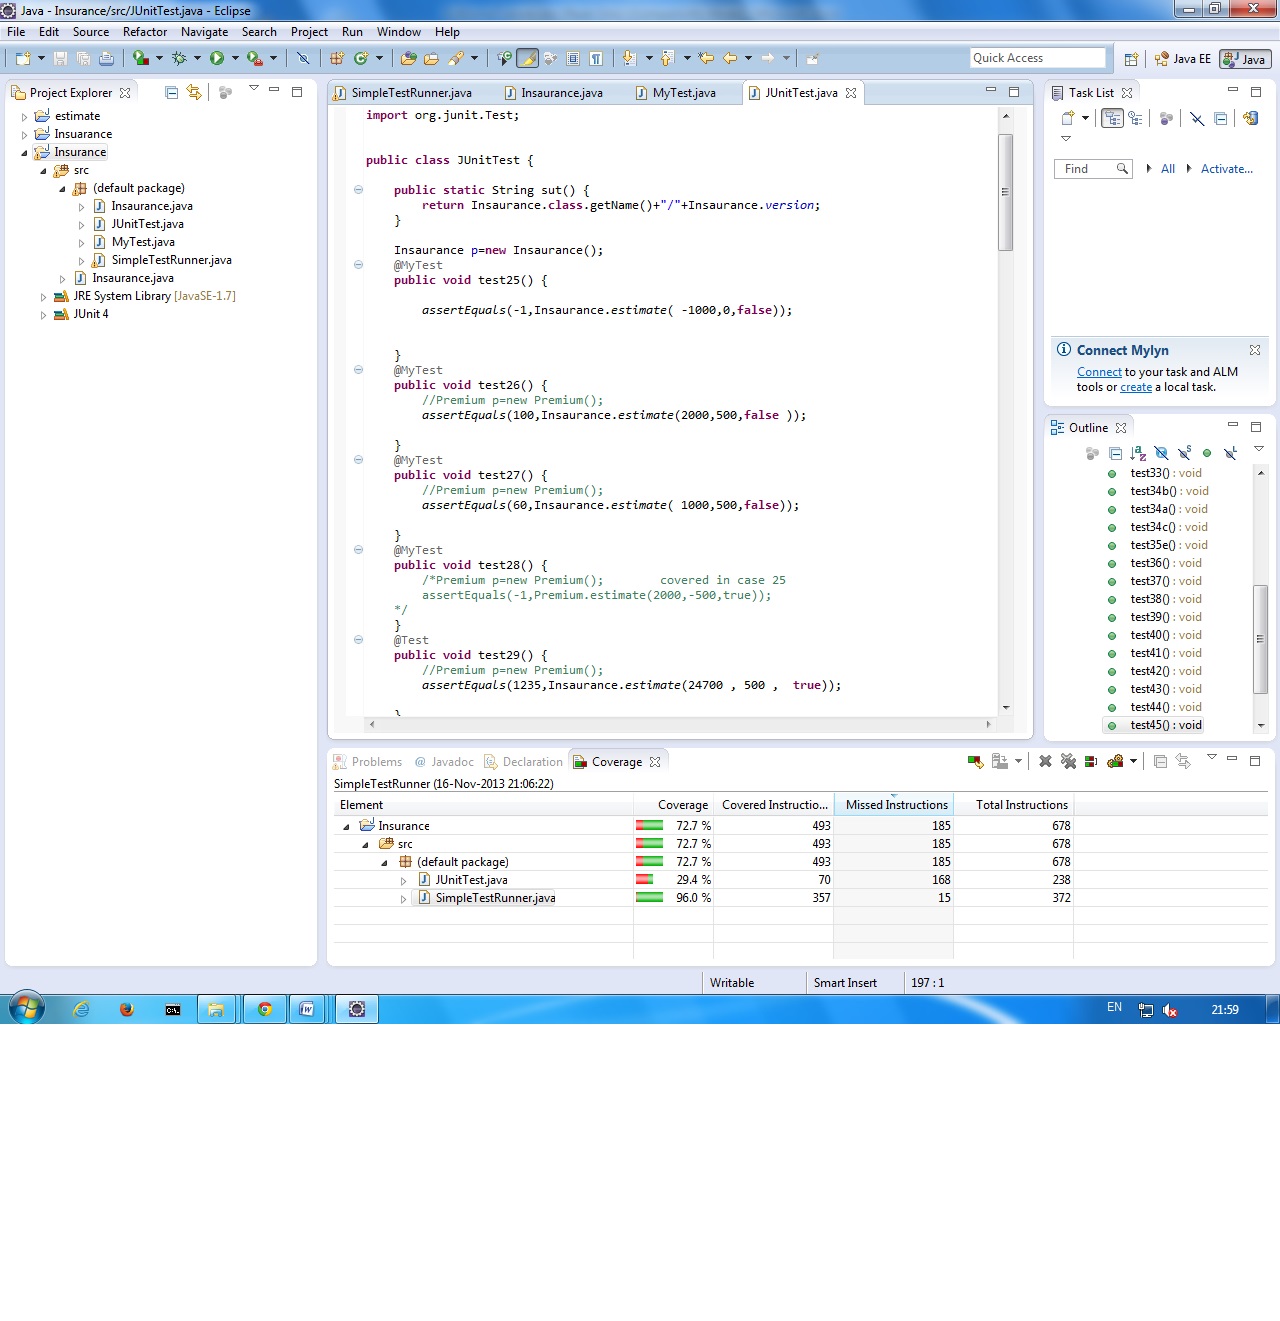 Java - Insurance/src/JUnitTest.java - Eclipse
File Edit Source Refactor Navigate Search Project Run Window Help
Quick Access
Java EE
Java
Project Explorer
estimate
Insuarance
Insurance
src
(default package)
Insaurance.java
JUnitTest.java
MyTest.java
SimpleTestRunner.java
Insaurance.java
JRE System Library [JavaSE-1.7]
JUnit 4
SimpleTestRunner.java Insaurance.java MyTest.java JUnitTest.java
import org.junit.Test;
public class JUnitTest {
public static String sut() {
return Insaurance.class.getName()+"/"+Insaurance.version;
}
Insaurance p=new Insaurance();
@MyTest
public void test25() {
assertEquals(-1,Insaurance.estimate( -1000,0,false));
}
@MyTest
public void test26() {
//Premium p=new Premium();
assertEquals(100,Insaurance.estimate(2000,500,false ));
}
@MyTest
public void test27() {
//Premium p=new Premium();
assertEquals(60,Insaurance.estimate( 1000,500,false));
}
@MyTest
public void test28() {
/*Premium p=new Premium(); covered in case 25
assertEquals(-1,Premium.estimate(2000,-500,true));
*/
}
@Test
public void test29() {
//Premium p=new Premium();
assertEquals(1235,Insaurance.estimate(24700 , 500 , true));
}
Task List
Find
All
Activate...
Connect Mylyn
Connect to your task and ALM
tools or create a local task.
Outline
test33() : void
test34b() : void
test34a() : void
test34c() : void
test35e() : void
test36() : void
test37() : void
test38() : void
test39() : void
test40() : void
test41() : void
test42() : void
test43() : void
test44() : void
test45() : void
Problems @ Javadoc Declaration Coverage
SimpleTestRunner (16-Nov-2013 21:06:22)
Element Coverage Covered Instructio... Missed Instructions Total Instructions
Insurance 72.7 % 493 185 678
src 72.7 % 493 185 678
(default package) 72.7 % 493 185 678
JUnitTest.java 29.4 % 70 168 238
SimpleTestRunner.java 96.0 % 357 15 372
Writable Smart Insert 197 : 1
EN 21:59